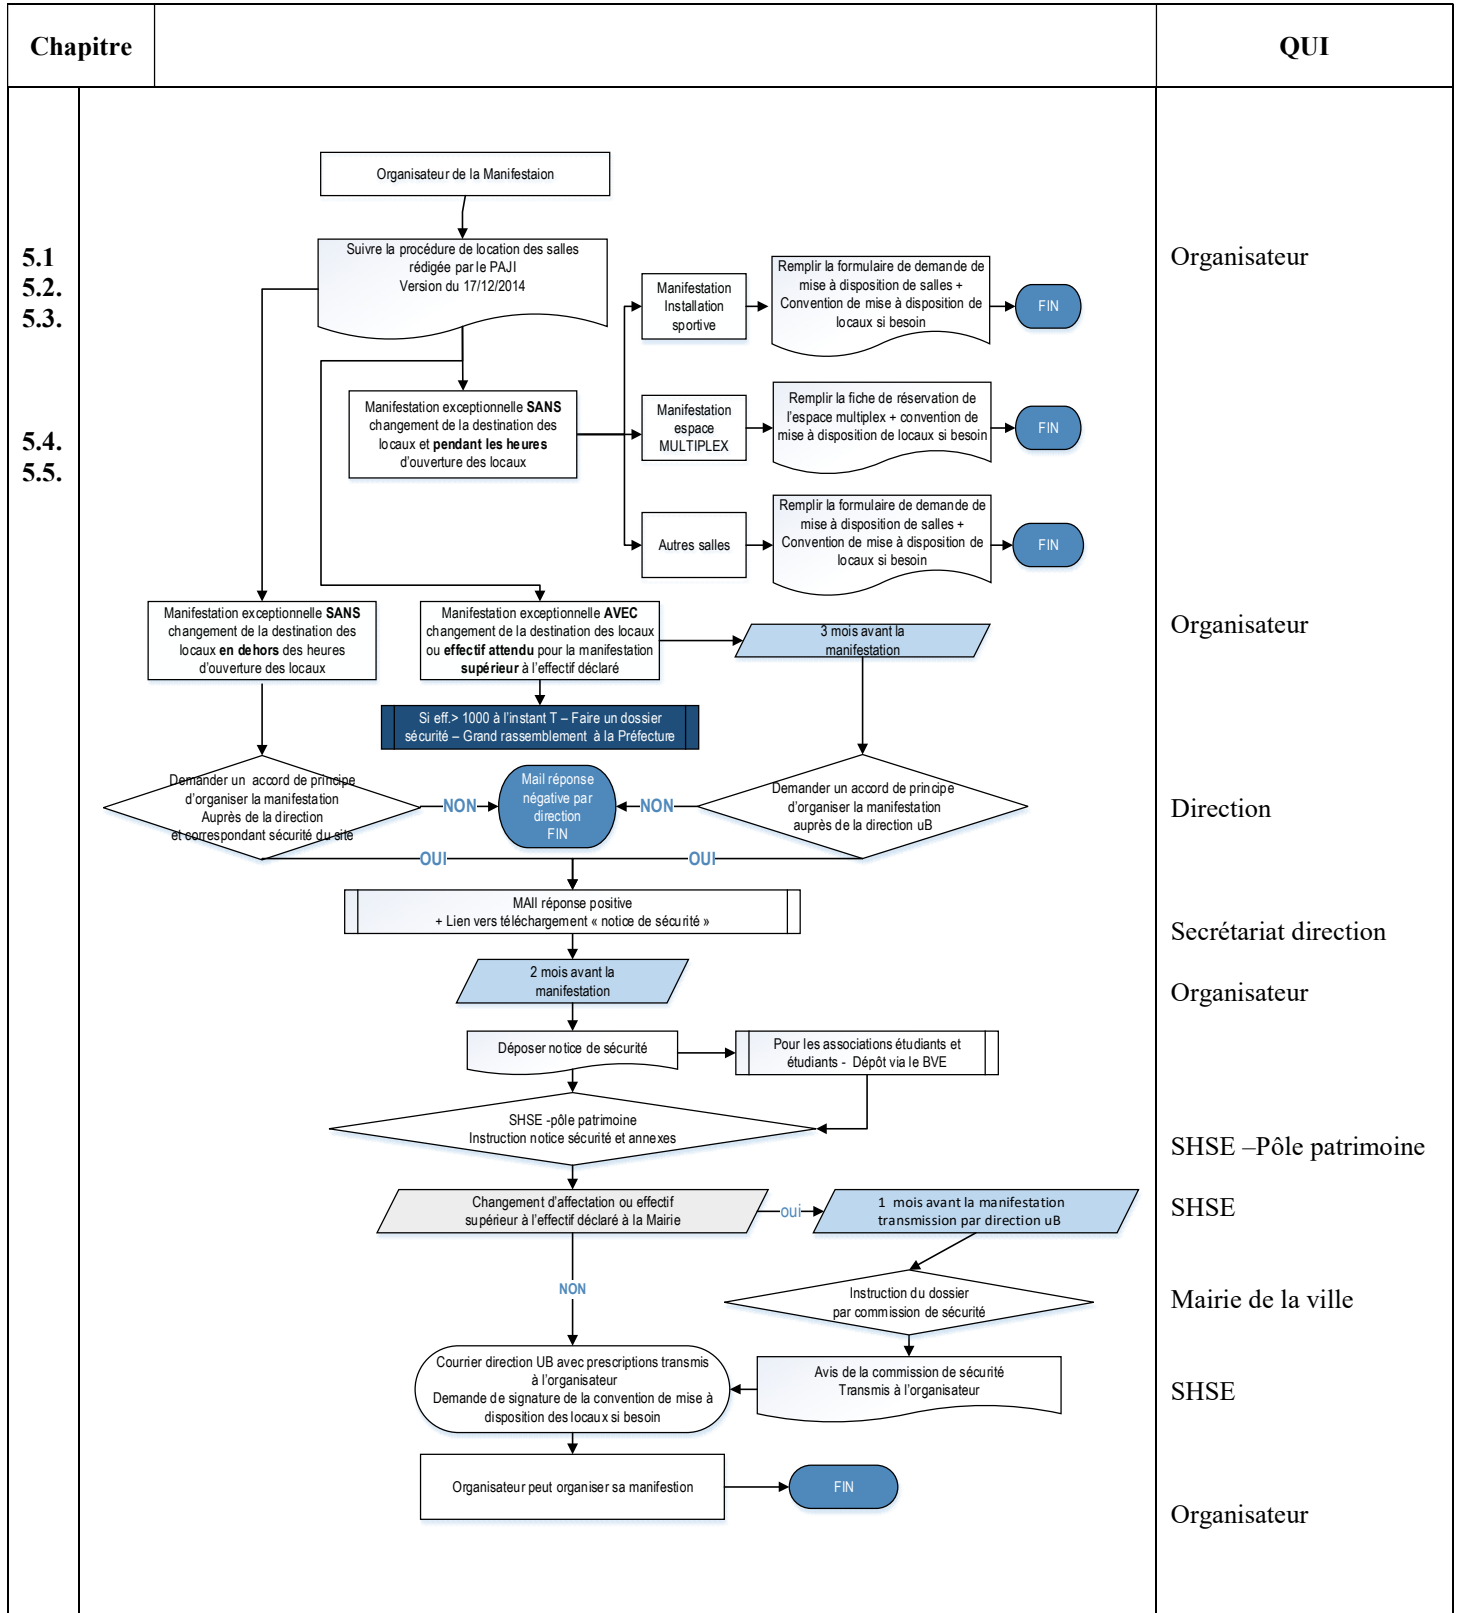 Chapitre
QUI
Organisateur de la Manifestaion
5.1
5.2.
5.3.
Suivre la procédure de location des salles
rédigée par le PAJI
Version du 17/12/2014
Organisateur
Manifestation
Installation
sportive
Remplir la formulaire de demande de
mise à disposition de salles +
Convention de mise à disposition de
locaux si besoin
FIN
5.4.
5.5.
Manifestation exceptionnelle SANS
changement de la destination des
locaux et pendant les heures
d'ouverture des locaux
Manifestation
espace
MULTIPLEX
Remplir la fiche de réservation de
l'espace multiplex + convention de
mise à disposition de locaux si besoin
FIN
Autres salles
Remplir la formulaire de demande de
mise à disposition de salles +
Convention de mise à disposition de
locaux si besoin
FIN
Manifestation exceptionnelle SANS
changement de la destination des
locaux en dehors des heures
d'ouverture des locaux
Manifestation exceptionnelle AVEC
changement de la destination des locaux
ou effectif attendu pour la manifestation
supérieur à l'effectif déclaré
3 mois avant la
manifestation
Organisateur
Si eff.> 1000 à l'instant T – Faire un dossier
sécurité – Grand rassemblement à la Préfecture
Demander un accord de principe
d'organiser la manifestation
Auprès de la direction
et correspondant sécurité du site
NON
Mail réponse
négative par
direction
FIN
NON
Demander un accord de principe
d'organiser la manifestation
auprès de la direction uB
Direction
OUI
OUI
MAIl réponse positive
+ Lien vers téléchargement « notice de sécurité »
Secrétariat direction
2 mois avant la
manifestation
Organisateur
Déposer notice de sécurité
Pour les associations étudiants et
étudiants - Dépôt via le BVE
SHSE -pôle patrimoine
Instruction notice sécurité et annexes
SHSE –Pôle patrimoine
Changement d'affectation ou effectif
supérieur à l'effectif déclaré à la Mairie
oui
1 mois avant la manifestation
transmission par direction uB
SHSE
NON
Instruction du dossier
par commission de sécurité
Mairie de la ville
Courrier direction UB avec prescriptions transmis
à l'organisateur
Demande de signature de la convention de mise à
disposition des locaux si besoin
Avis de la commission de sécurité
Transmis à l'organisateur
SHSE
Organisateur peut organiser sa manifestion
FIN
Organisateur